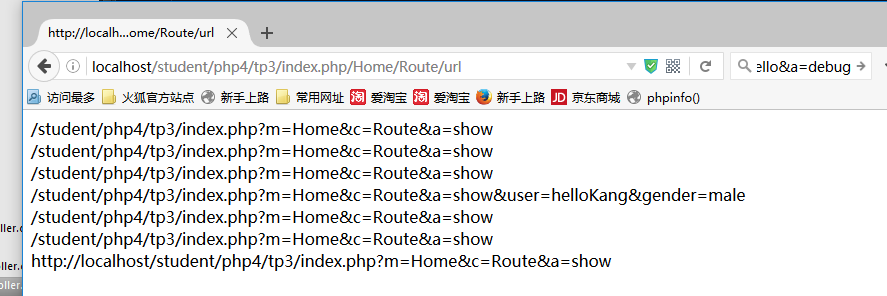 http://localh...ome/Route/url
localhost/student/php4/tp3/index.php/Home/Route/url
ello&a=debug
访问最多 火狐官方站点 新手上路 常用网址 淘 爱淘宝 淘 爱淘宝 新手上路 JD 京东商城 phpinfo()
/student/php4/tp3/index.php?m=Home&c=Route&a=show
/student/php4/tp3/index.php?m=Home&c=Route&a=show
/student/php4/tp3/index.php?m=Home&c=Route&a=show
/student/php4/tp3/index.php?m=Home&c=Route&a=show&user=helloKang&gender=male
/student/php4/tp3/index.php?m=Home&c=Route&a=show
/student/php4/tp3/index.php?m=Home&c=Route&a=show
http://localhost/student/php4/tp3/index.php?m=Home&c=Route&a=show
oller.
oller.